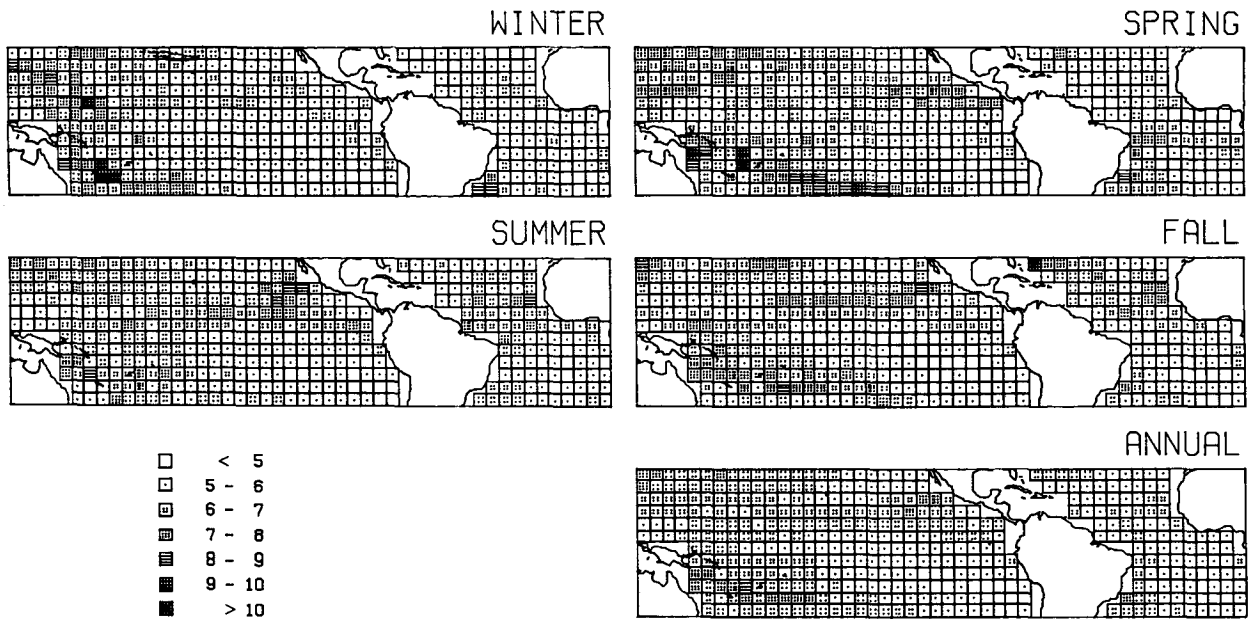 WINTER
SPRING
SUMMER
FALL
ANNUAL
< 5
5 - 6
6 - 7
7 - 8
8 - 9
9 - 10
> 10